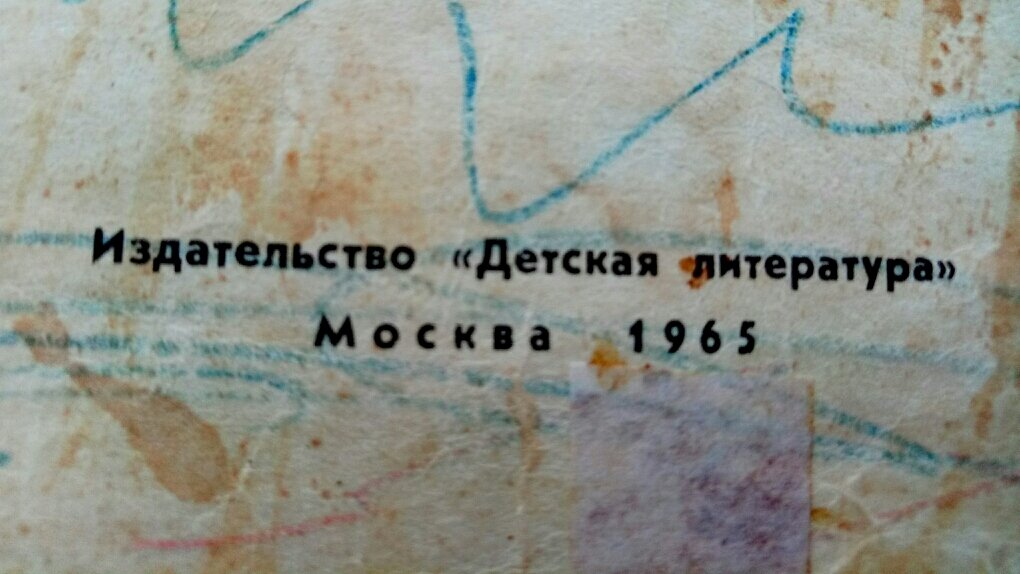 Издательство «Детская литература»
Москва 1965